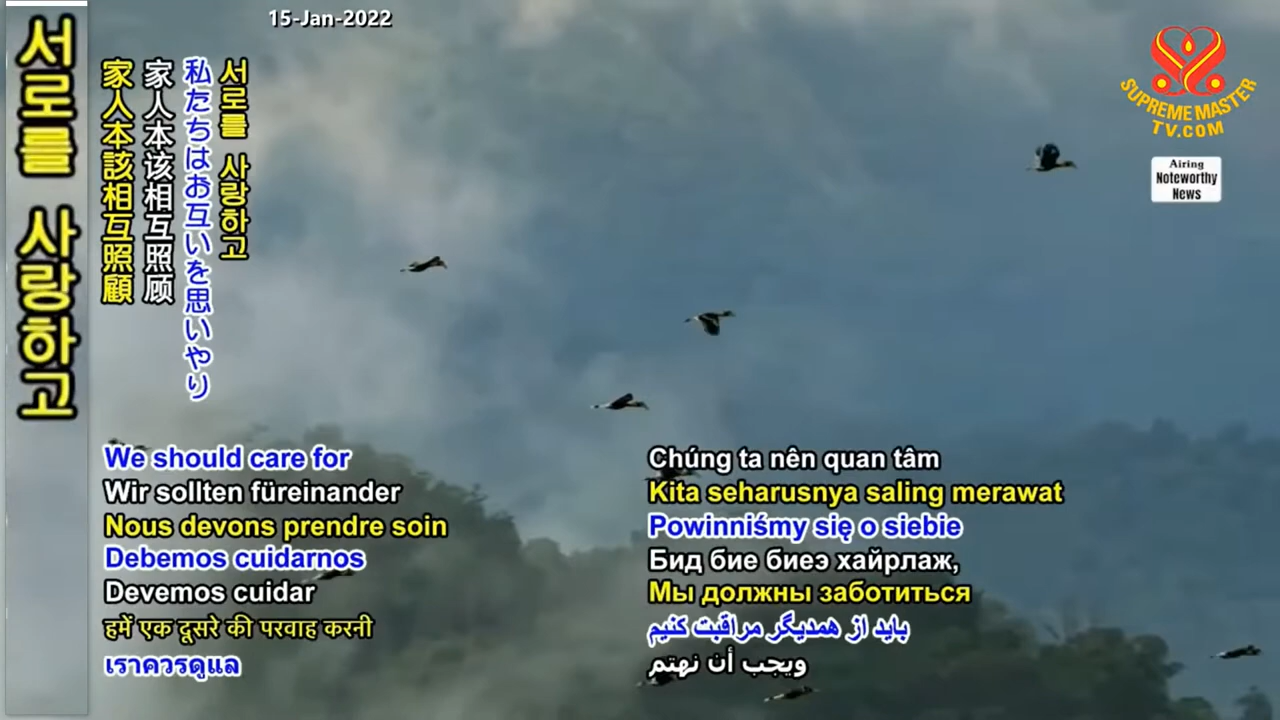 15-Jan-2022
서로를 사랑하고
家人本該相互照顧
家人本该相互照顾
私たちはお互いを思いやり
서로를 사랑하고
SUPREME MASTER
TV.COM
Airing
Noteworthy
News
We should care for
Wir sollten füreinander
Nous devons prendre soin
Debemos cuidarnos
Devemos cuidar
हमें एक दूसरे की परवाह करनी
เราควรดูแล
Chúng ta nên quan tâm
Kita seharusnya saling merawat
Powinniśmy się o siebie
Бид бие биеэ хайрлаж,
Мы должны заботиться
باید از همدیگر مراقبت کنیم
ويجب أن نهتم